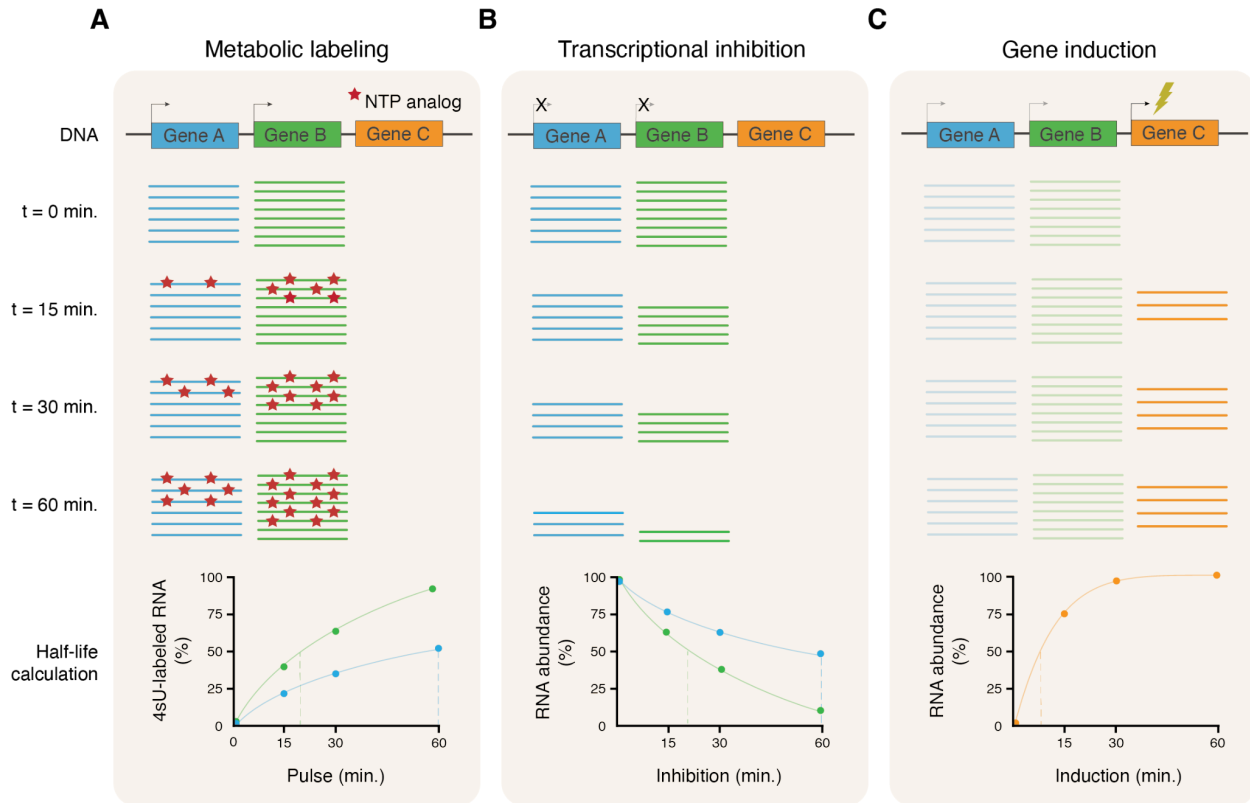 A
Metabolic labeling
B
Transcriptional inhibition
C
Gene induction
NTP analog
X
X
DNA
Gene A
Gene B
Gene C
Gene A
Gene B
Gene C
Gene A
Gene B
Gene C
t = 0 min.
t = 15 min.
t = 30 min.
t = 60 min.
Half-life
calculation
4sU-labeled RNA
(%)
100
75
50
25
0
0
15
30
60
Pulse (min.)
RNA abundance
(%)
100
75
50
25
0
15
30
60
Inhibition (min.)
RNA abundance
(%)
100
75
50
25
0
15
30
60
Induction (min.)